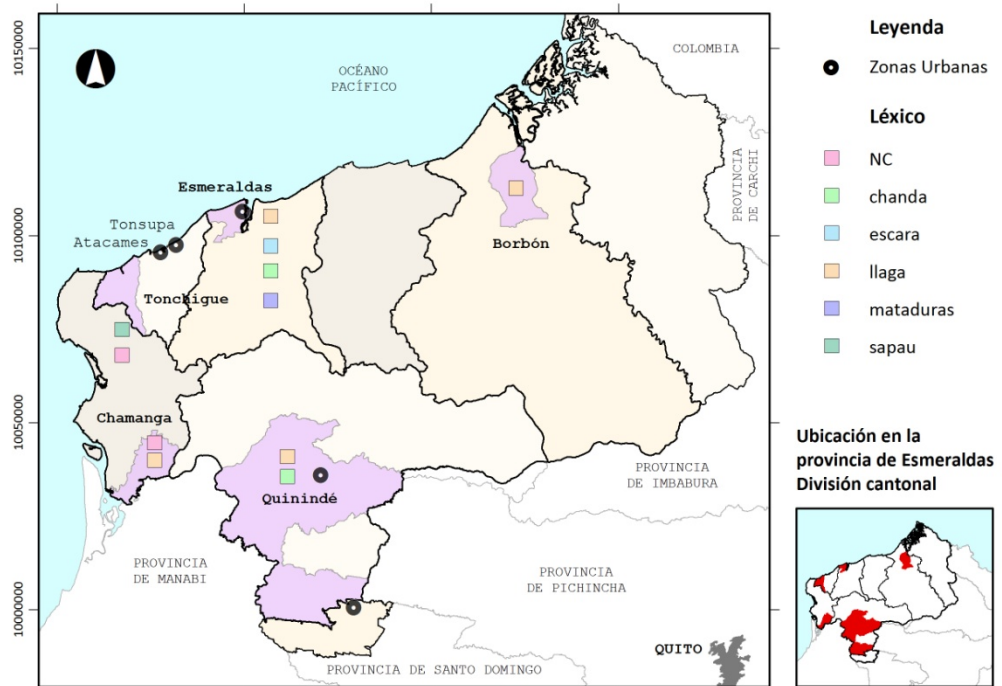 10150000
10100000
10050000
10000000
OCÉANO
PACÍFICO
COLOMBIA
PROVINCIA
DE CARCHI
Esmeraldas
Tonsupa
Atacames
Tonchigue
Borbón
Chamanga
Quinindé
PROVINCIA
DE IMBABURA
PROVINCIA
DE MANABI
PROVINCIA
DE PICHINCHA
QUITO
PROVINCIA DE SANTO DOMINGO
Leyenda
Zonas Urbanas
Léxico
NC
chanda
escara
llaga
mataduras
sapau
Ubicación en la
provincia de Esmeraldas
División cantonal